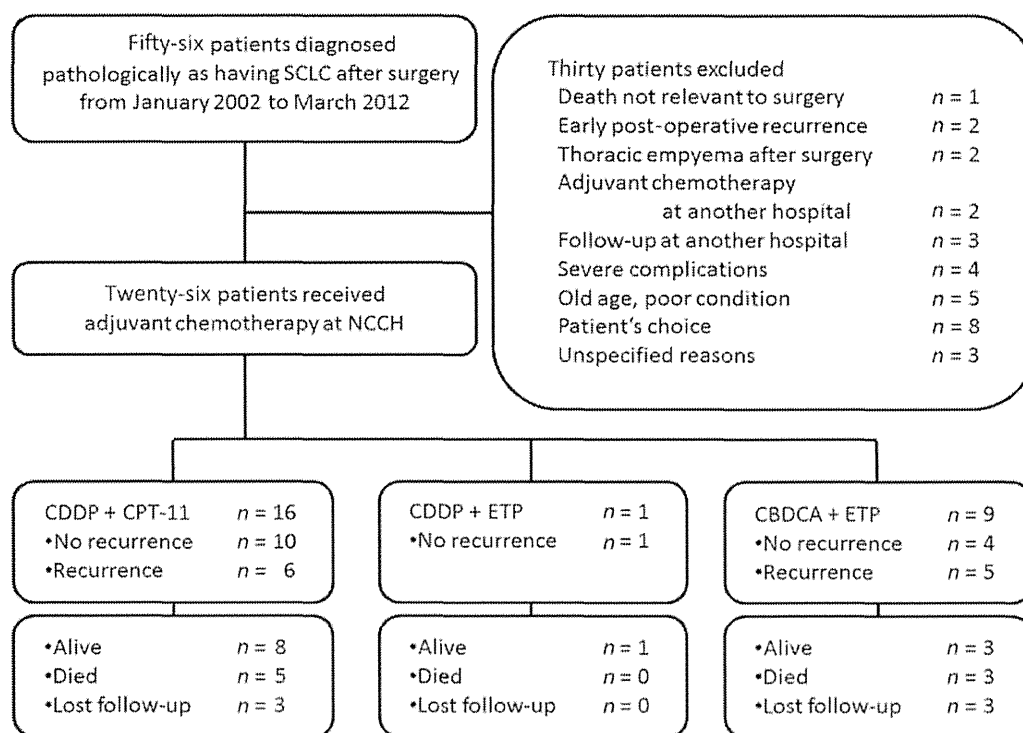 Fifty-six patients diagnosed
pathologically as having SCLC after surgery
from January 2002 to March 2012
Thirty patients excluded
Death not relevant to surgery n = 1
Early post-operative recurrence n = 2
Thoracic empyema after surgery n = 2
Adjuvant chemotherapy
at another hospital n = 2
Follow-up at another hospital n = 3
Severe complications n = 4
Old age, poor condition n = 5
Patient's choice n = 8
Unspecified reasons n = 3
Twenty-six patients received
adjuvant chemotherapy at NCCH
CDDP + CPT-11 n = 16
•No recurrence n = 10
•Recurrence n = 6
CDDP + ETP n = 1
•No recurrence n = 1
CBDCA + ETP n = 9
•No recurrence n = 4
•Recurrence n = 5
•Alive n = 8
•Died n = 5
•Lost follow-up n = 3
•Alive n = 1
•Died n = 0
•Lost follow-up n = 0
•Alive n = 3
•Died n = 3
•Lost follow-up n = 3